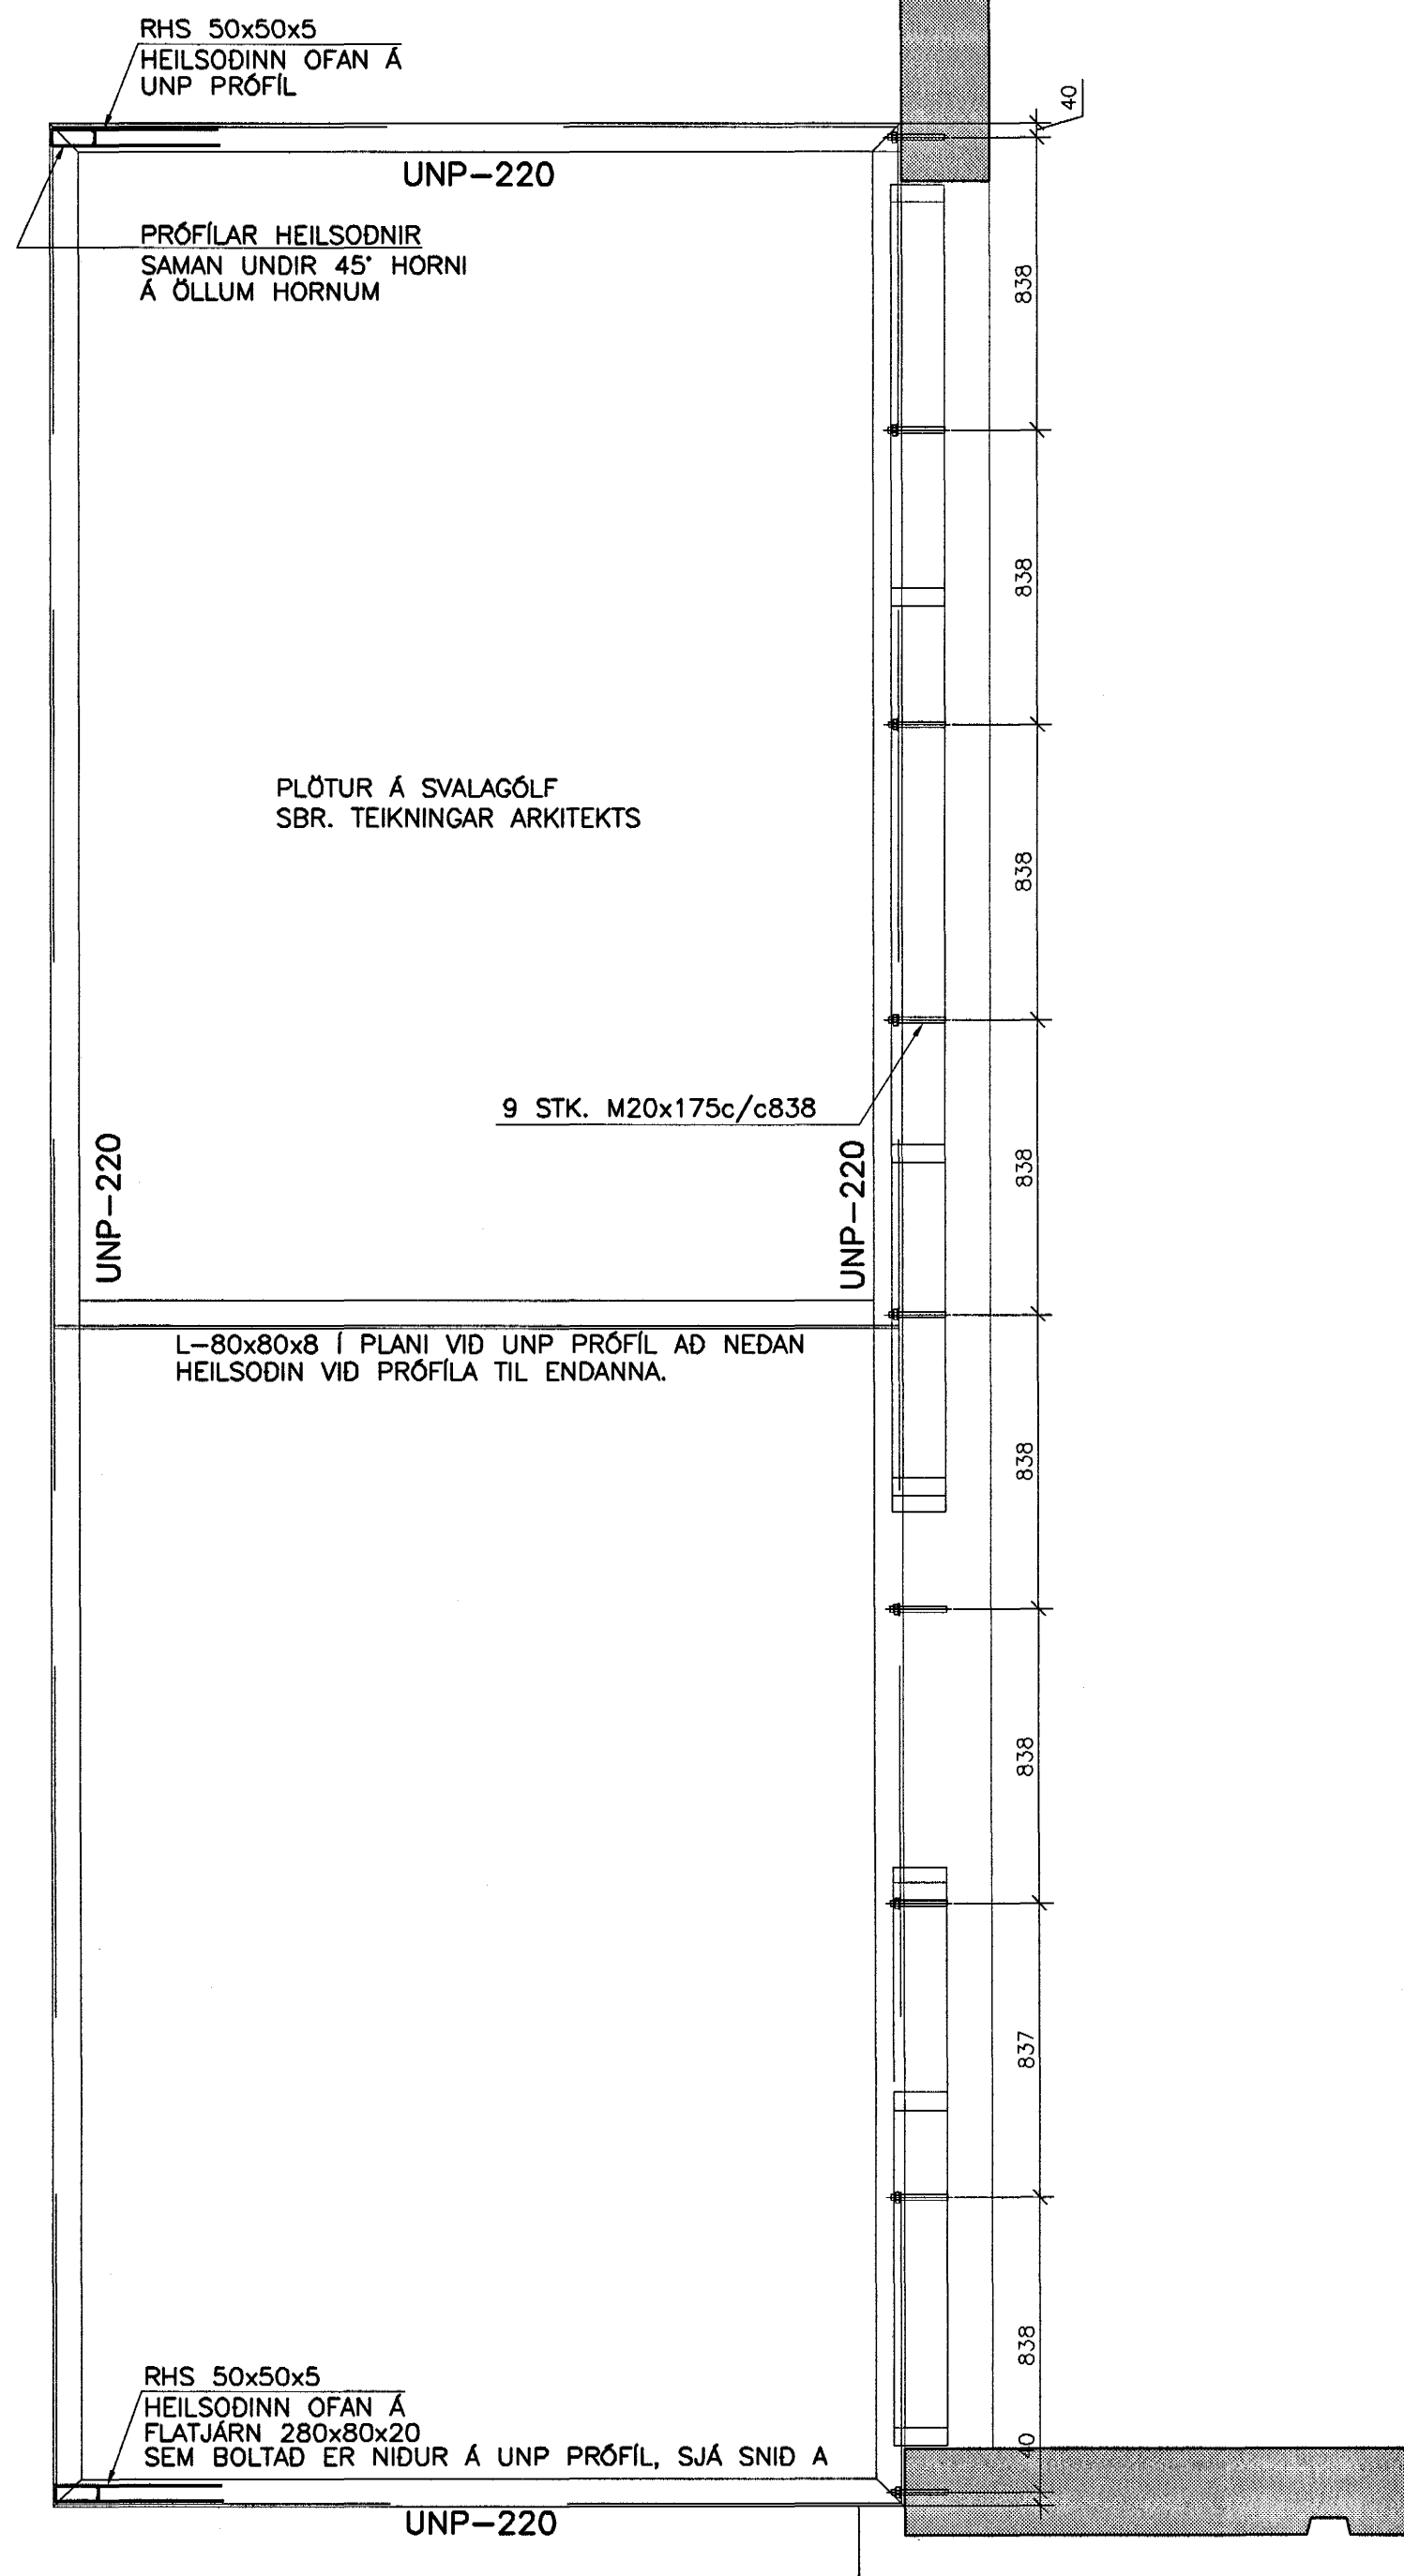 RHS 50x50x5
HEILSOÐINN OFAN Á
UNP PRÓFÍL
40
UNP-220
PRÓFÍLAR HEILSOÐNIR
SAMAN UNDIR 45° HORNI
Á ÖLLUM HORNUM
838
838
PLÖTUR Á SVALAGÓLF
SBR. TEIKNINGAR ARKITEKTS
838
9 STK. M20x175c/c838
UNP-220
UNP-220
838
L-80x80x8 Í PLANI VIÐ UNP PRÓFÍL AÐ NEÐAN
HEILSOÐIN VIÐ PRÓFÍLA TIL ENDANNA.
838
838
837
838
RHS 50x50x5
HEILSOÐINN OFAN Á
FLATJÁRN 280x80x20
SEM BOLTAÐ ER NIÐUR Á UNP PRÓFÍL, SJÁ SNIÐ A
40
UNP-220